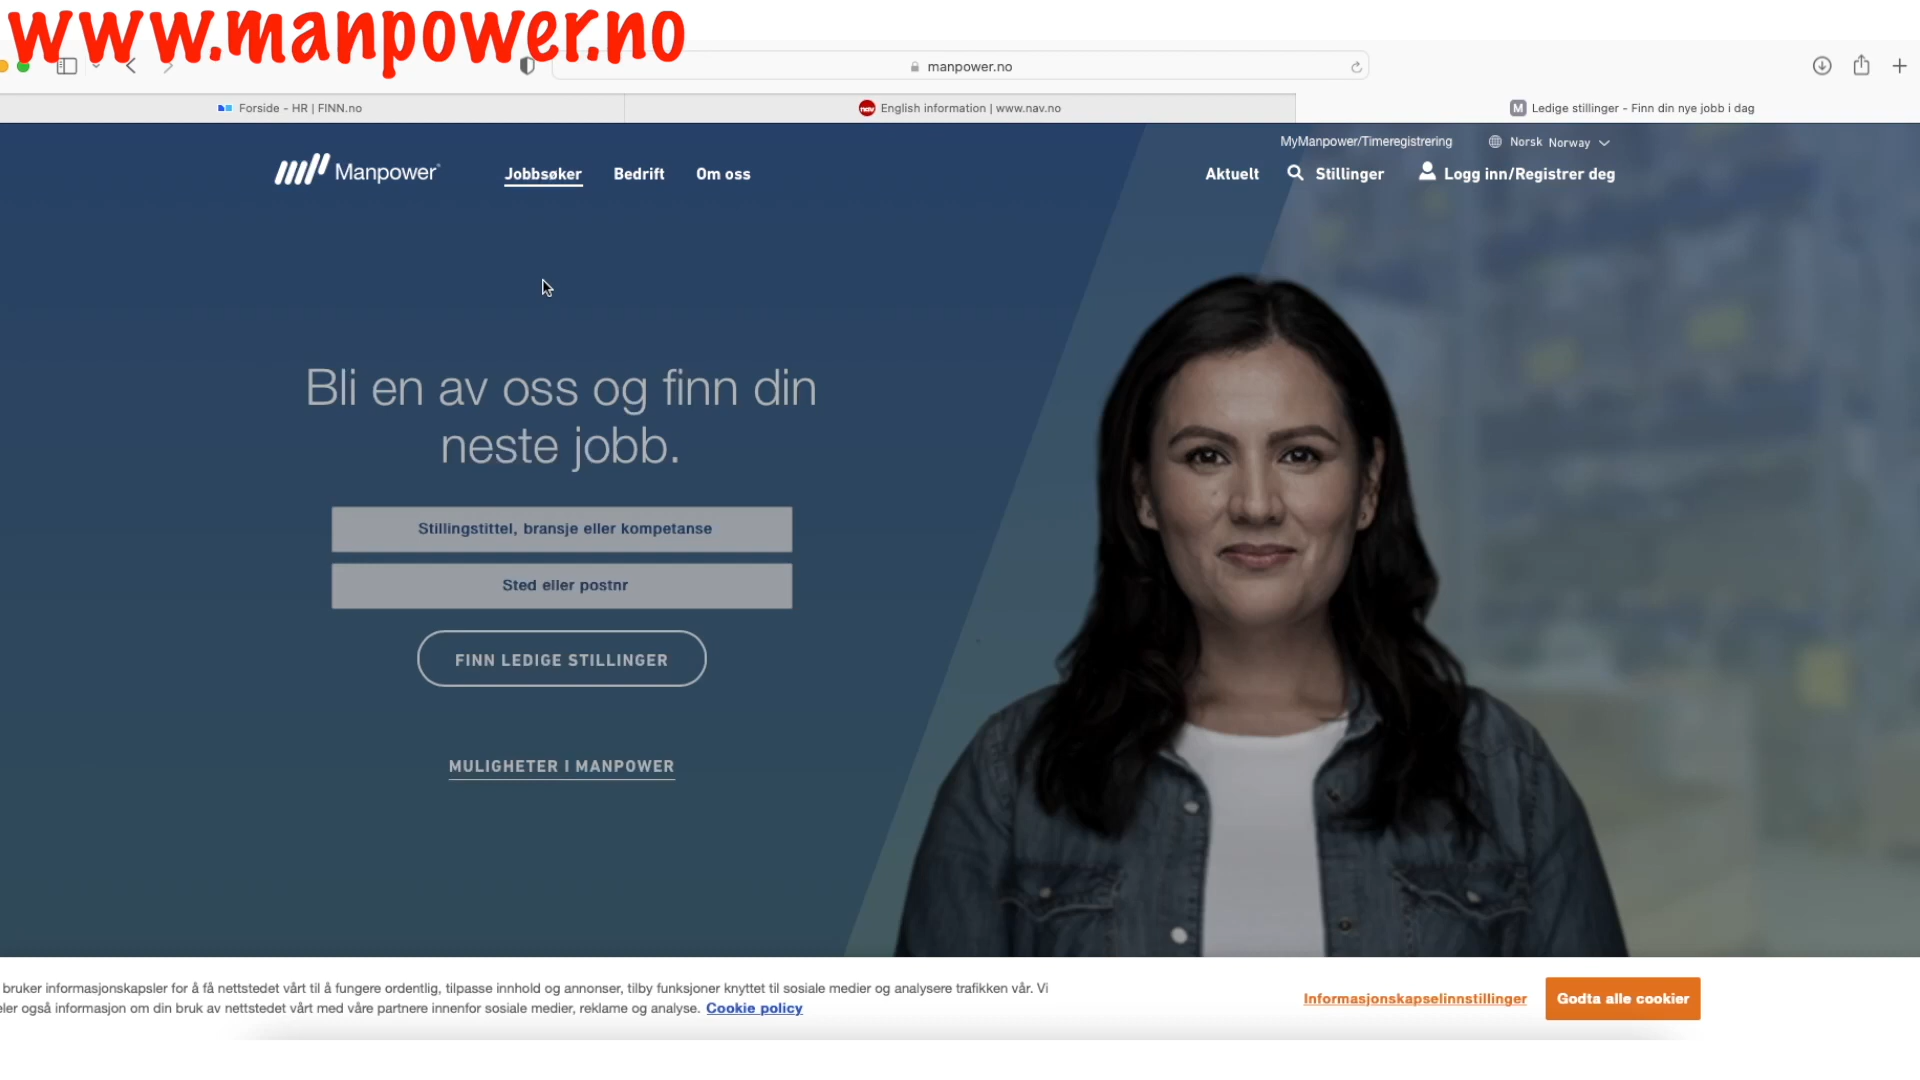 www.manpower.no
manpower.no
Forside - HR | FINN.no
nav
English information | www.nav.no
M
Ledige stillinger - Finn din nye jobb i dag
MyManpower/Timeregistrering
Norsk Norway
Manpower
Jobbsøker
Bedrift
Om oss
Aktuelt
Stillinger
Logg inn/Registrer deg
Bli en av oss og finn din
neste jobb.
Stillingstittel, bransje eller kompetanse
Sted eller postnr
FINN LEDIGE STILLINGER
MULIGHETER I MANPOWER
bruker informasjonskapsler for å få nettstedet vårt til å fungere ordentlig, tilpasse innhold og annonser, tilby funksjoner knyttet til sosiale medier og analysere trafikken vår. Vi
eler også informasjon om din bruk av nettstedet vårt med våre partnere innenfor sosiale medier, reklame og analyse. Cookie policy
Informasjonskapselinnstillinger
Godta alle cookier